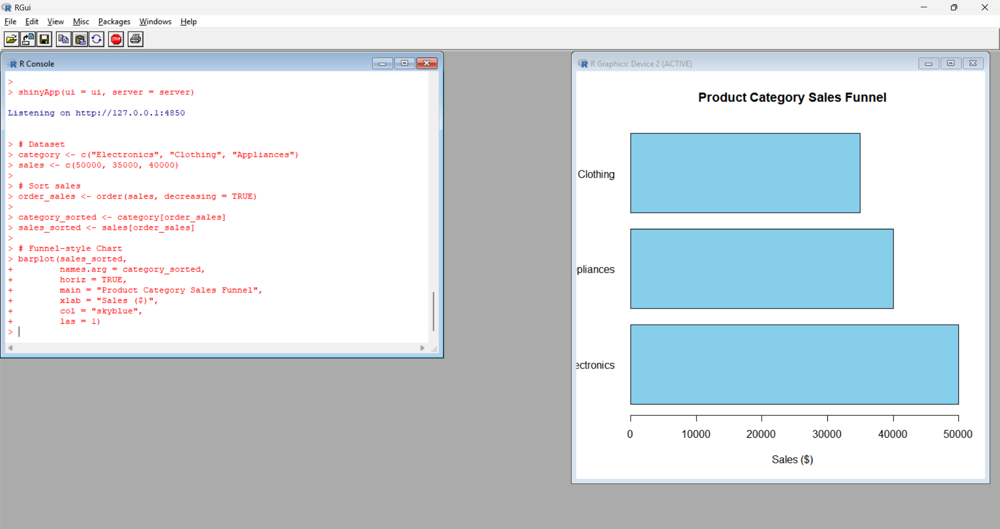 RGui
File Edit View Misc Packages Windows Help
STOP
R Console
>
> shinyApp(ui = ui, server = server)
Listening on http://127.0.0.1:4850
> # Dataset
> category <- c("Electronics", "Clothing", "Appliances")
> sales <- c(50000, 35000, 40000)
>
> # Sort sales
> order_sales <- order(sales, decreasing = TRUE)
>
> category_sorted <- category[order_sales]
> sales_sorted <- sales[order_sales]
>
> # Funnel-style Chart
> barplot(sales_sorted,
+         names.arg = category_sorted,
+         horiz = TRUE,
+         main = "Product Category Sales Funnel",
+         xlab = "Sales ($)",
+         col = "skyblue",
+         las = 1)
>
R Graphics: Device 2 (ACTIVE)
Product Category Sales Funnel
Clothing
pliances
ectronics
0 10000 20000 30000 40000 50000
Sales ($)